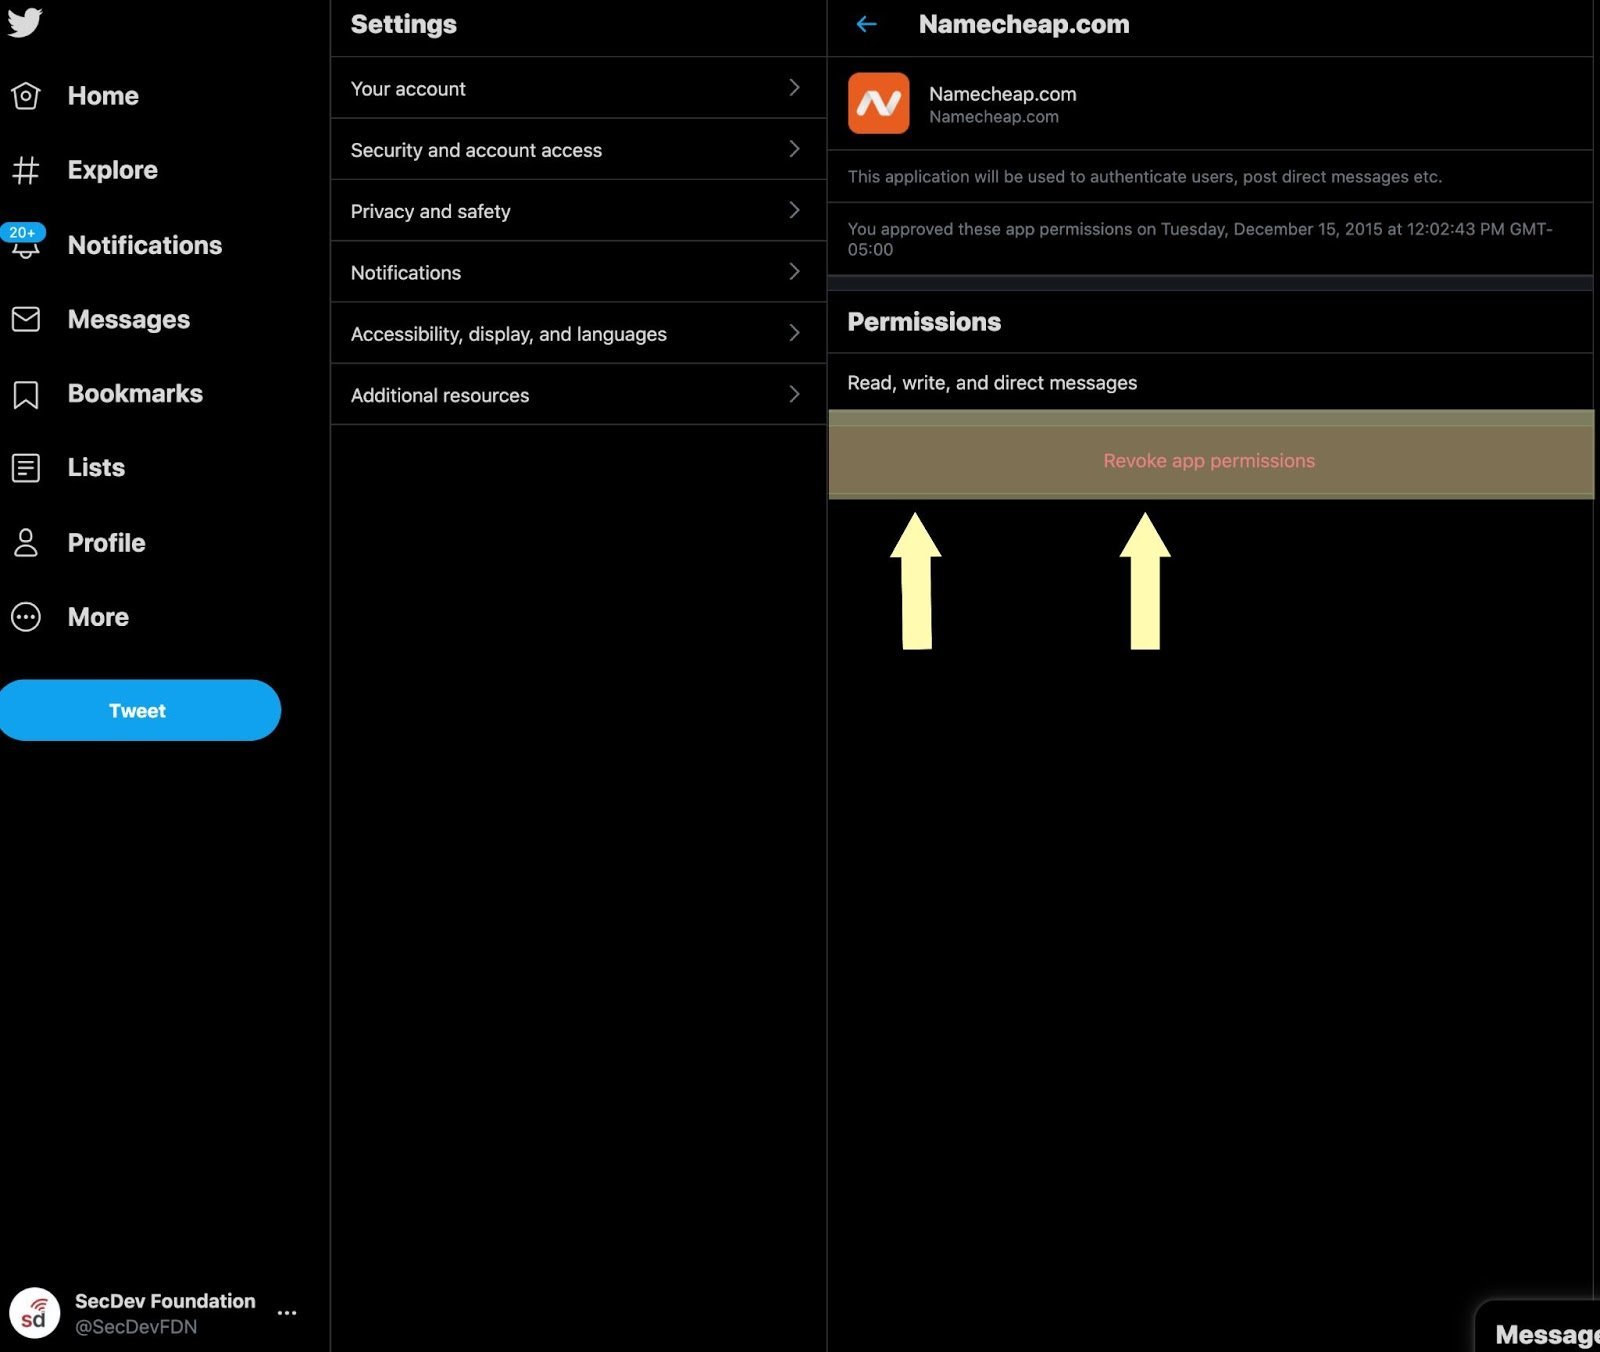 Home
Explore
20+
Notifications
Messages
Bookmarks
Lists
Profile
More
Tweet
SecDev Foundation
@SecDevFDN
sd
Settings
Your account
Security and account access
Privacy and safety
Notifications
Accessibility, display, and languages
Additional resources
Namecheap.com
Namecheap.com
Namecheap.com
This application will be used to authenticate users, post direct messages etc.
You approved these app permissions on Tuesday, December 15, 2015 at 12:02:43 PM GMT-
05:00
Permissions
Read, write, and direct messages
Revoke app permissions
Message